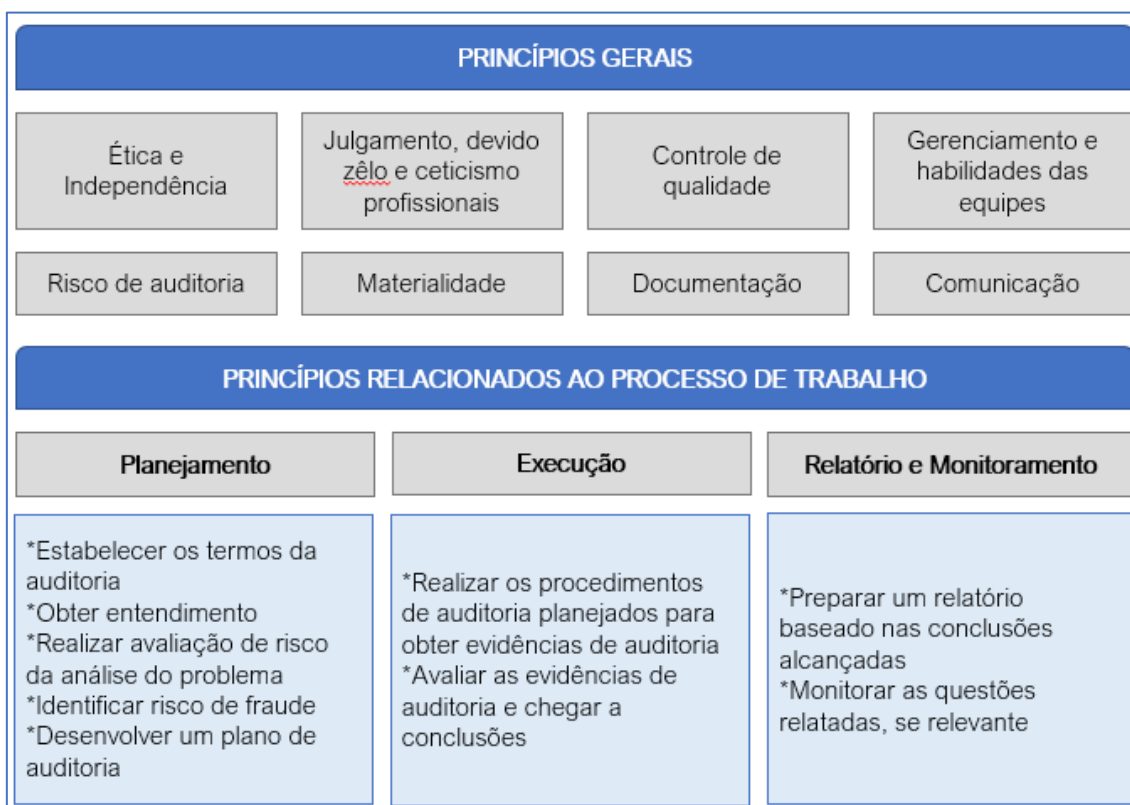 PRINCÍPIOS GERAIS
Ética e
Independência
Julgamento, devido
zêlo e ceticismo
profissionais
Controle de
qualidade
Gerenciamento e
habilidades das
equipes
Risco de auditoria
Materialidade
Documentação
Comunicação
PRINCÍPIOS RELACIONADOS AO PROCESSO DE TRABALHO
Planejamento
*Estabelecer os termos da
auditoria
*Obter entendimento
*Realizar avaliação de risco
da análise do problema
*Identificar risco de fraude
*Desenvolver um plano de
auditoria
Execução
*Realizar os procedimentos
de auditoria planejados para
obter evidências de auditoria
*Avaliar as evidências de
auditoria e chegar a
conclusões
Relatório e Monitoramento
*Preparar um relatório
baseado nas conclusões
alcançadas
*Monitorar as questões
relatadas, se relevante